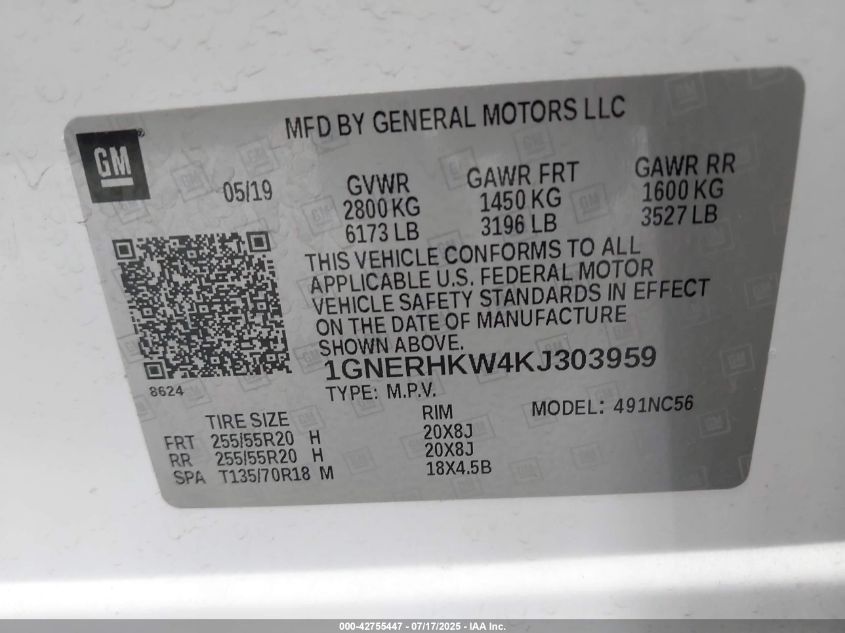 MFD BY GENERAL MOTORS LLC
GM
05/19
GVWR GAWR FRT GAWR RR
2800 KG 1450 KG 1600 KG
6173 LB 3196 LB 3527 LB
THIS VEHICLE CONFORMS TO ALL
APPLICABLE U.S. FEDERAL MOTOR
VEHICLE SAFETY STANDARDS IN EFFECT
ON THE DATE OF MANUFACTURE
SHOWN ABOVE.
1GNERHKW4KJ303959
8624
TYPE: M.P.V.
TIRE SIZE RIM MODEL: 491NC56
FRT 255/55R20 H 20X8J
RR 255/55R20 H 20X8J
SPA T135/70R18 M 18X4.5B
000-42755447 - 07/17/2025 - IAA Inc.